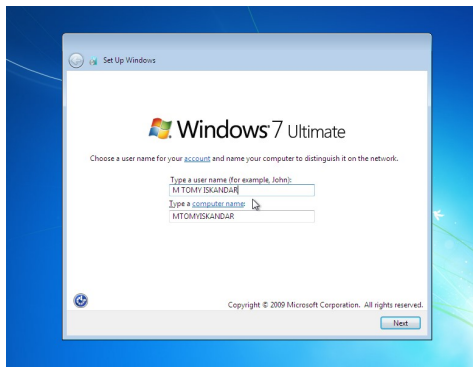 Set Up Windows
Windows 7 Ultimate
Choose a user name for your account and name your computer to distinguish it on the network.
Type a user name (for example, John):
M TOMY ISKANDAR
Type a computer name:
MTOMYISKANDAR
Copyright © 2009 Microsoft Corporation. All rights reserved.
Next